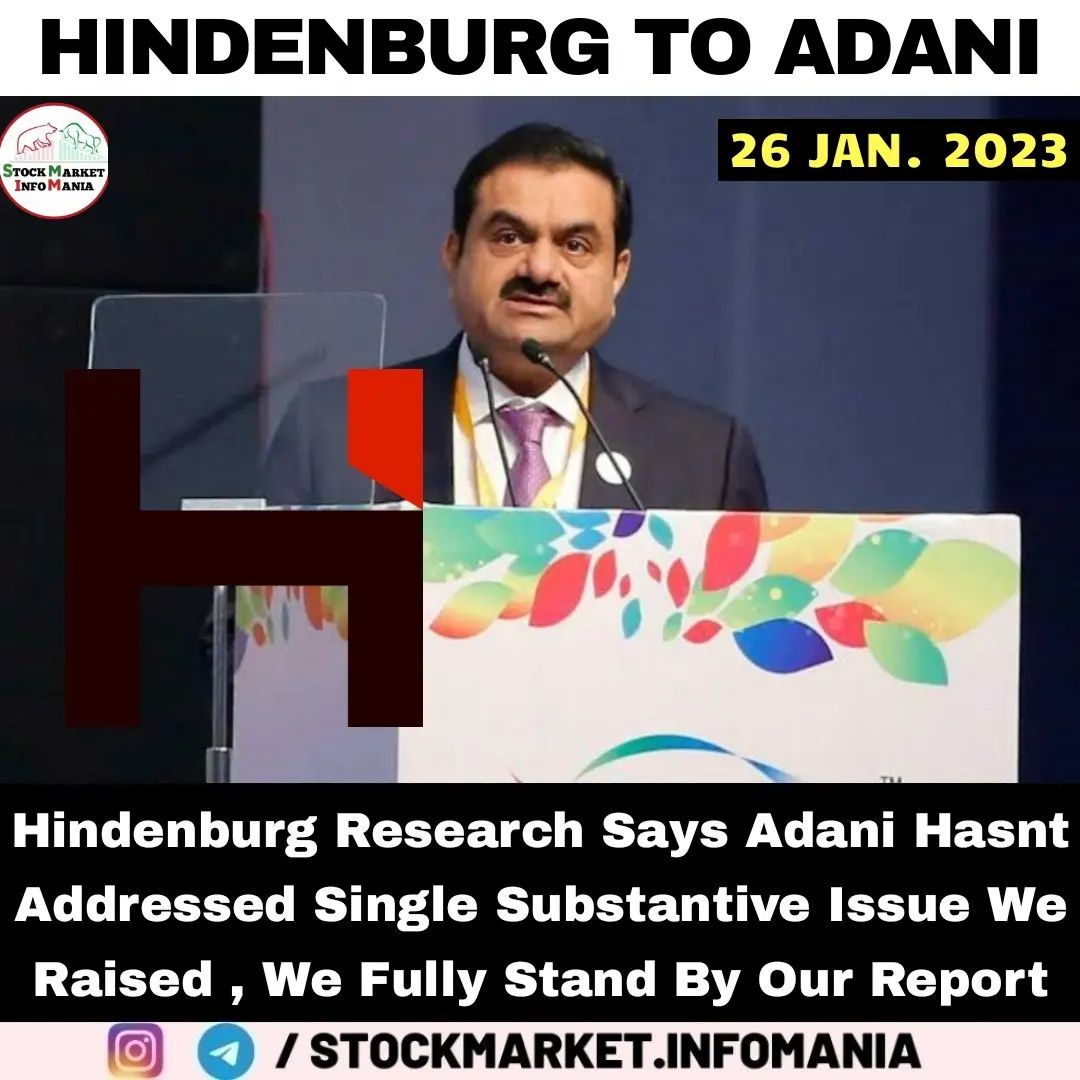 HINDENBURG TO ADANI
26 JAN. 2023
STOCK MARKET
INFO MANIA
TM
Hindenburg Research Says Adani Hasnt
Addressed Single Substantive Issue We
Raised , We Fully Stand By Our Report
/ STOCKMARKET.INFOMANIA